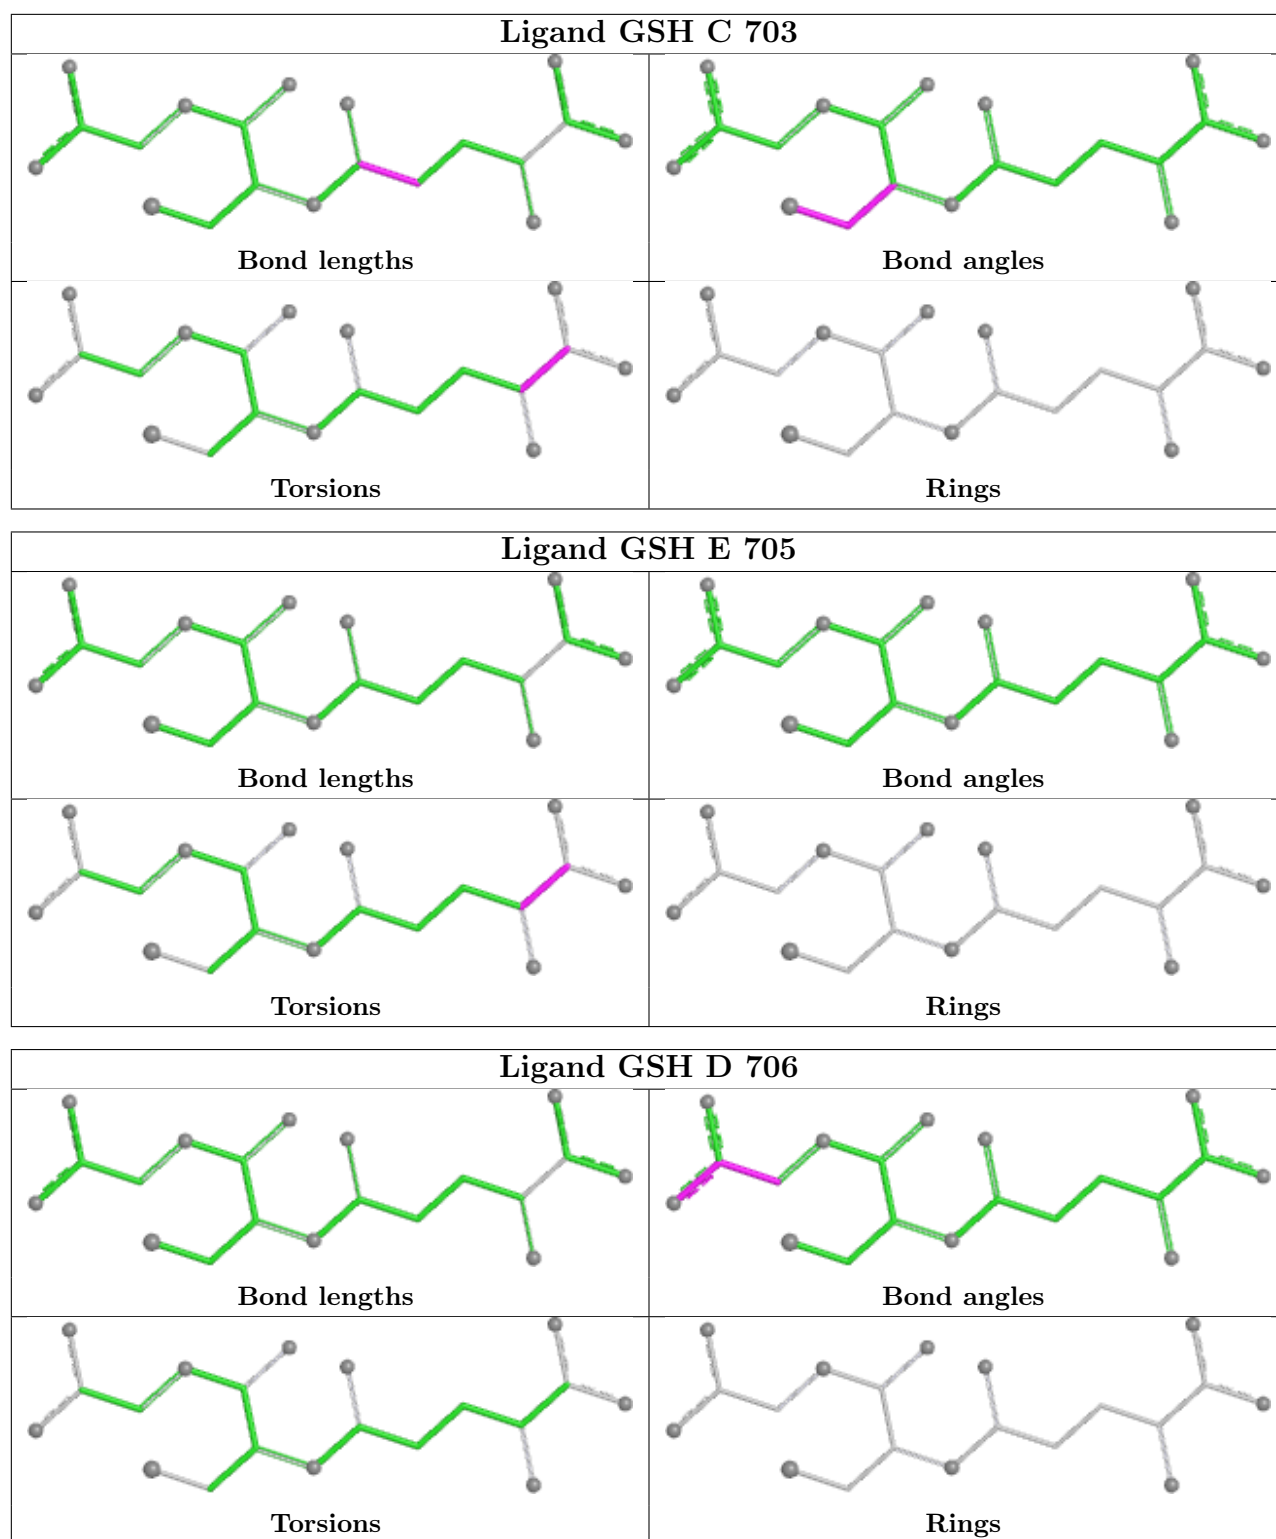 Ligand GSH C 703
Bond lengths
Bond angles
Torsions
Rings
Ligand GSH E 705
Bond lengths
Bond angles
Torsions
Rings
Ligand GSH D 706
Bond lengths
Bond angles
Torsions
Rings